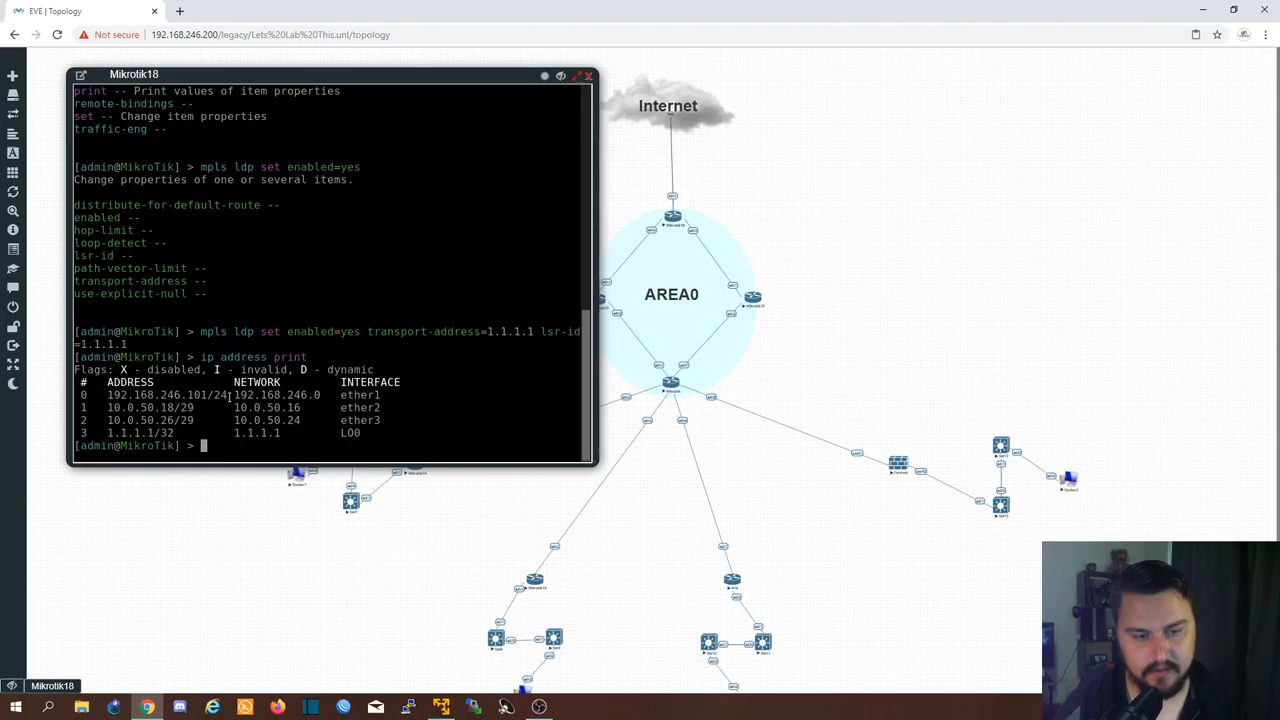 EVE | Topology
Not secure
192.168.246.200/legacy/Lets%20Lab%20This.unl/topology
Mikrotik18
print -- Print values of item properties
remote-bindings --
set -- Change item properties
traffic-eng --
[admin@MikroTik] > mpls ldp set enabled=yes
Change properties of one or several items.
distribute-for-default-route --
enabled --
hop-limit --
loop-detect --
lsr-id --
path-vector-limit --
transport-address --
use-explicit-null --
[admin@MikroTik] > mpls ldp set enabled=yes transport-address=1.1.1.1 lsr-id
=1.1.1.1
[admin@MikroTik] > ip address print
Flags: X - disabled, I - invalid, D - dynamic
# ADDRESS NETWORK INTERFACE
0 192.168.246.101/24 192.168.246.0 ether1
1 10.0.50.18/29 10.0.50.16 ether2
2 10.0.50.26/29 10.0.50.24 ether3
3 1.1.1.1/32 1.1.1.1 LO0
[admin@MikroTik] >
Internet
AREA0
Mikrotik18